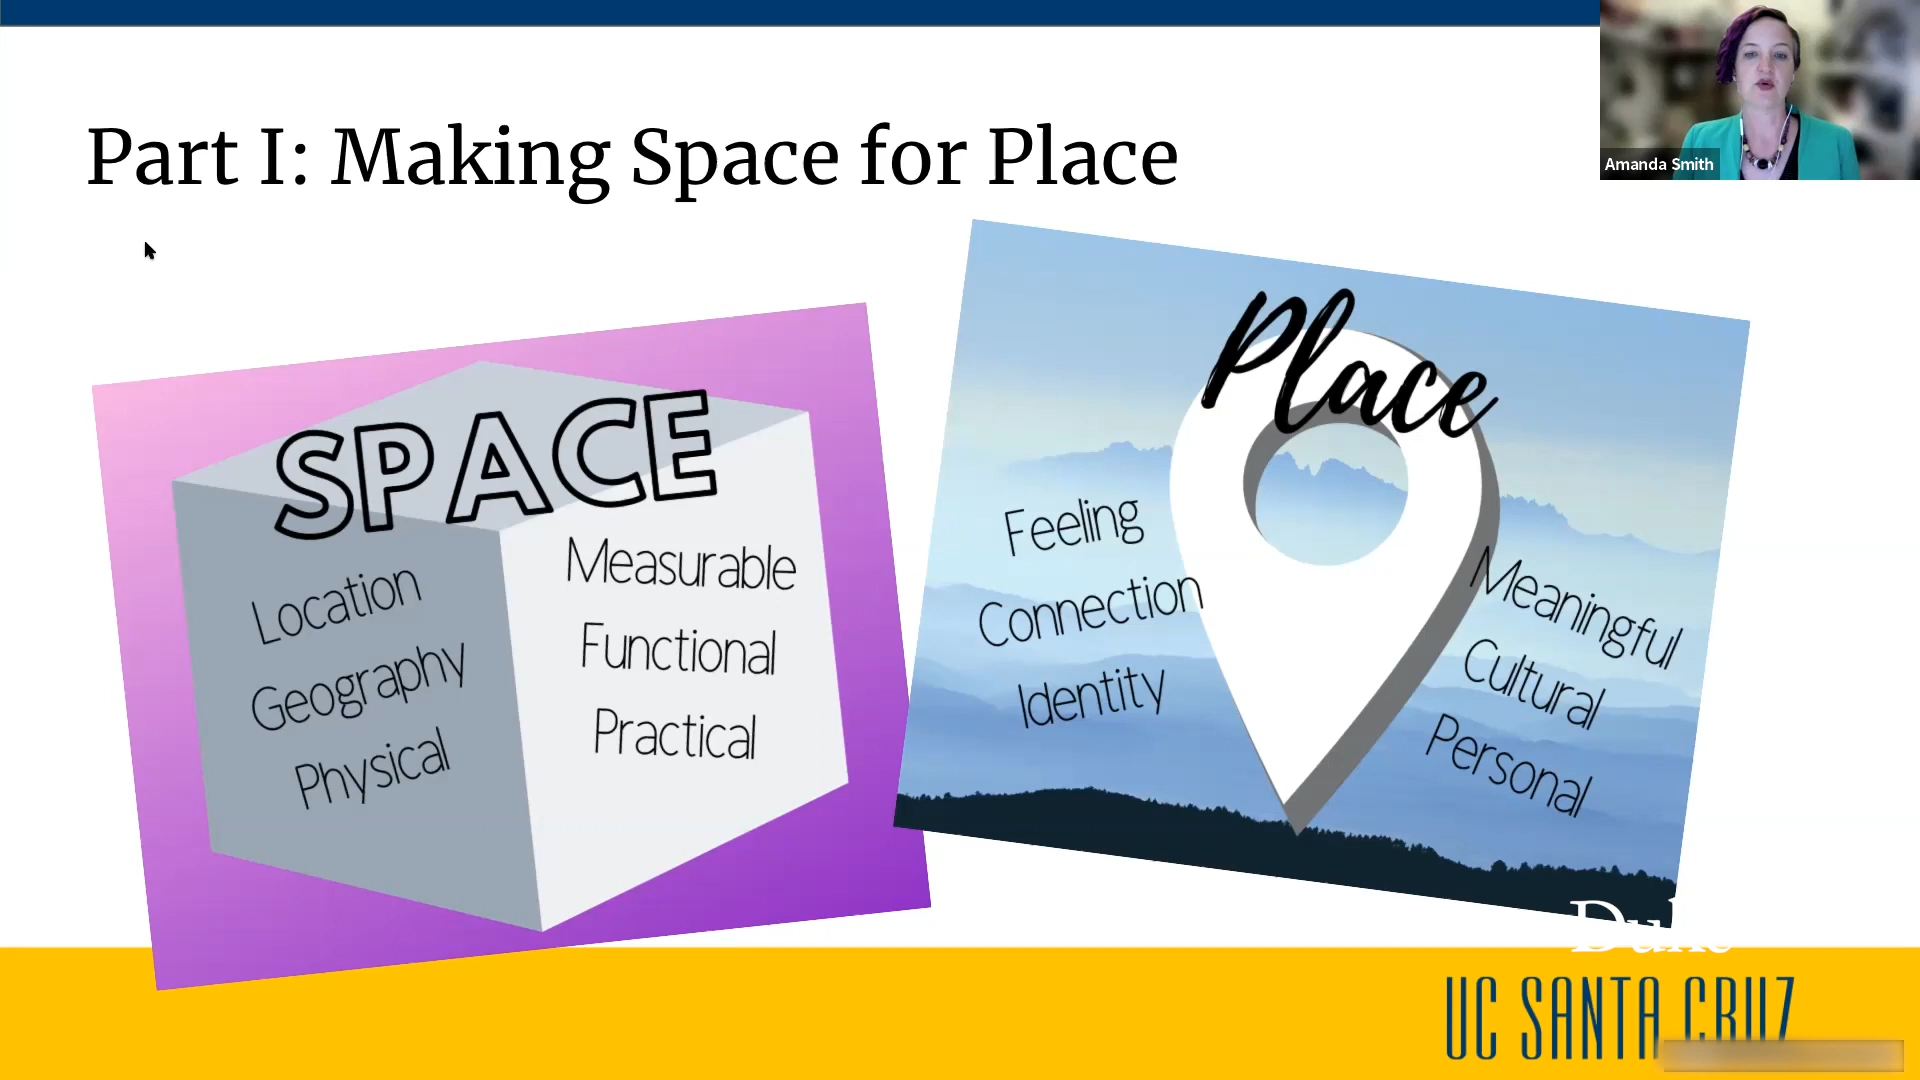 Part I: Making Space for Place
Amanda Smith
SPACE
Location
Geography
Physical
Measurable
Functional
Practical
Place
Feeling
Connection
Identity
Meaningful
Cultural
Personal
Duke
UC SANTA CRUZ